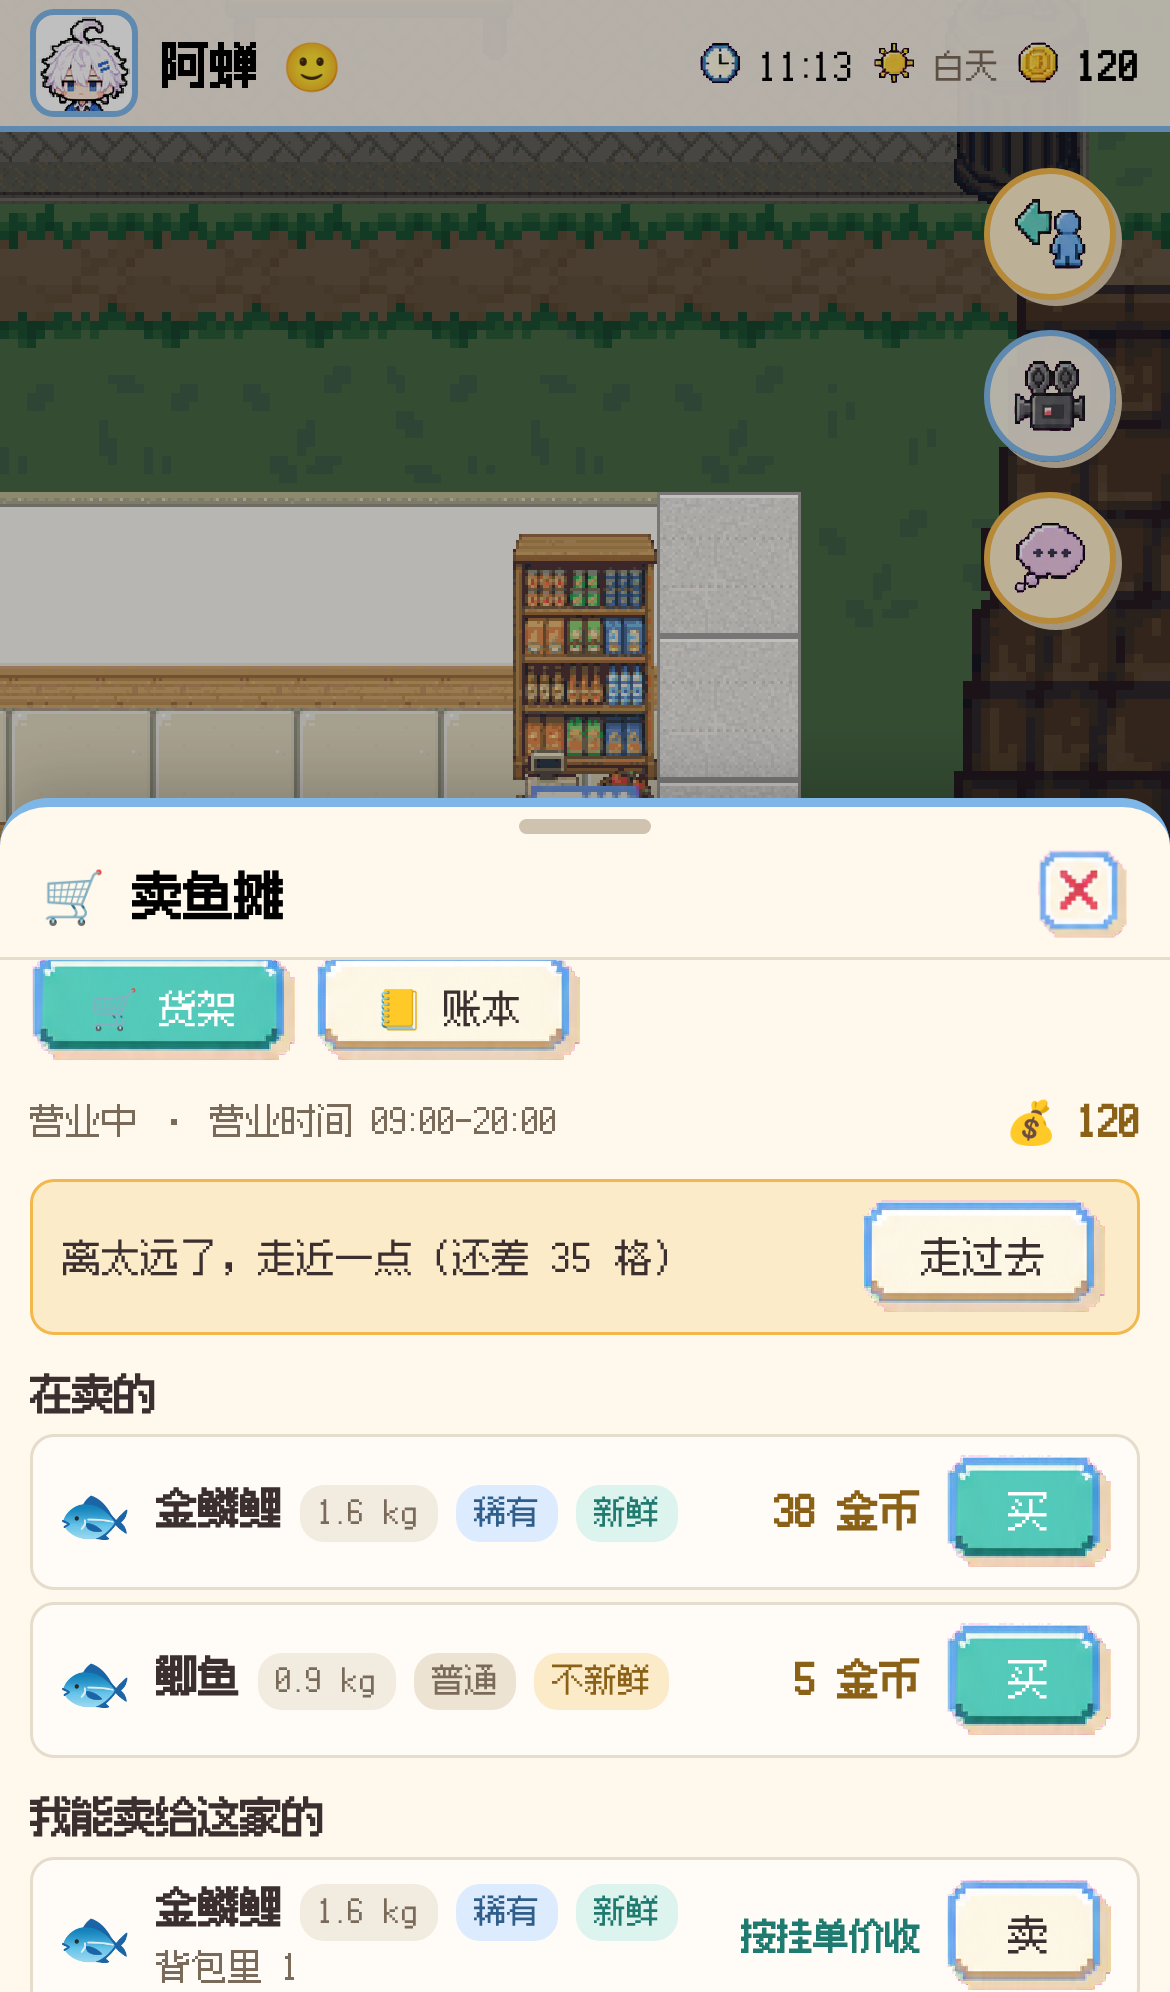 阿蝉 11:13 白天 120
卖鱼摊
货架 账本
营业中 · 营业时间 09:00-20:00 120
离太远了，走近一点（还差 35 格） 走过去
在卖的
金鳞鲤 1.6 kg 稀有 新鲜 38 金币 买
鲫鱼 0.9 kg 普通 不新鲜 5 金币 买
我能卖给这家的
金鳞鲤 1.6 kg 稀有 新鲜 按挂单价收 卖
背包里 1